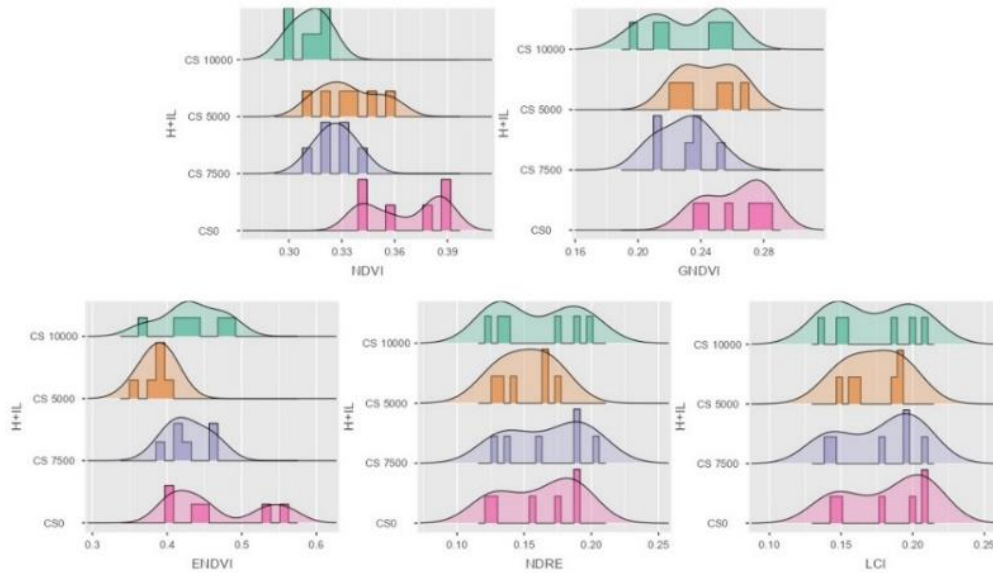 CS 10000
CS 5000
CS 7500
CS0
H+IL
0.30 0.33 0.36 0.39
NDVI
CS 10000
CS 5000
CS 7500
CS0
H+IL
0.16 0.20 0.24 0.28
GNDVI
CS 10000
CS 5000
CS 7500
CS0
H+IL
0.3 0.4 0.5 0.6
ENDVI
CS 10000
CS 5000
CS 7500
CS0
H+IL
0.10 0.15 0.20 0.25
NDRE
CS 10000
CS 5000
CS 7500
CS0
H+IL
0.10 0.15 0.20 0.25
LCI